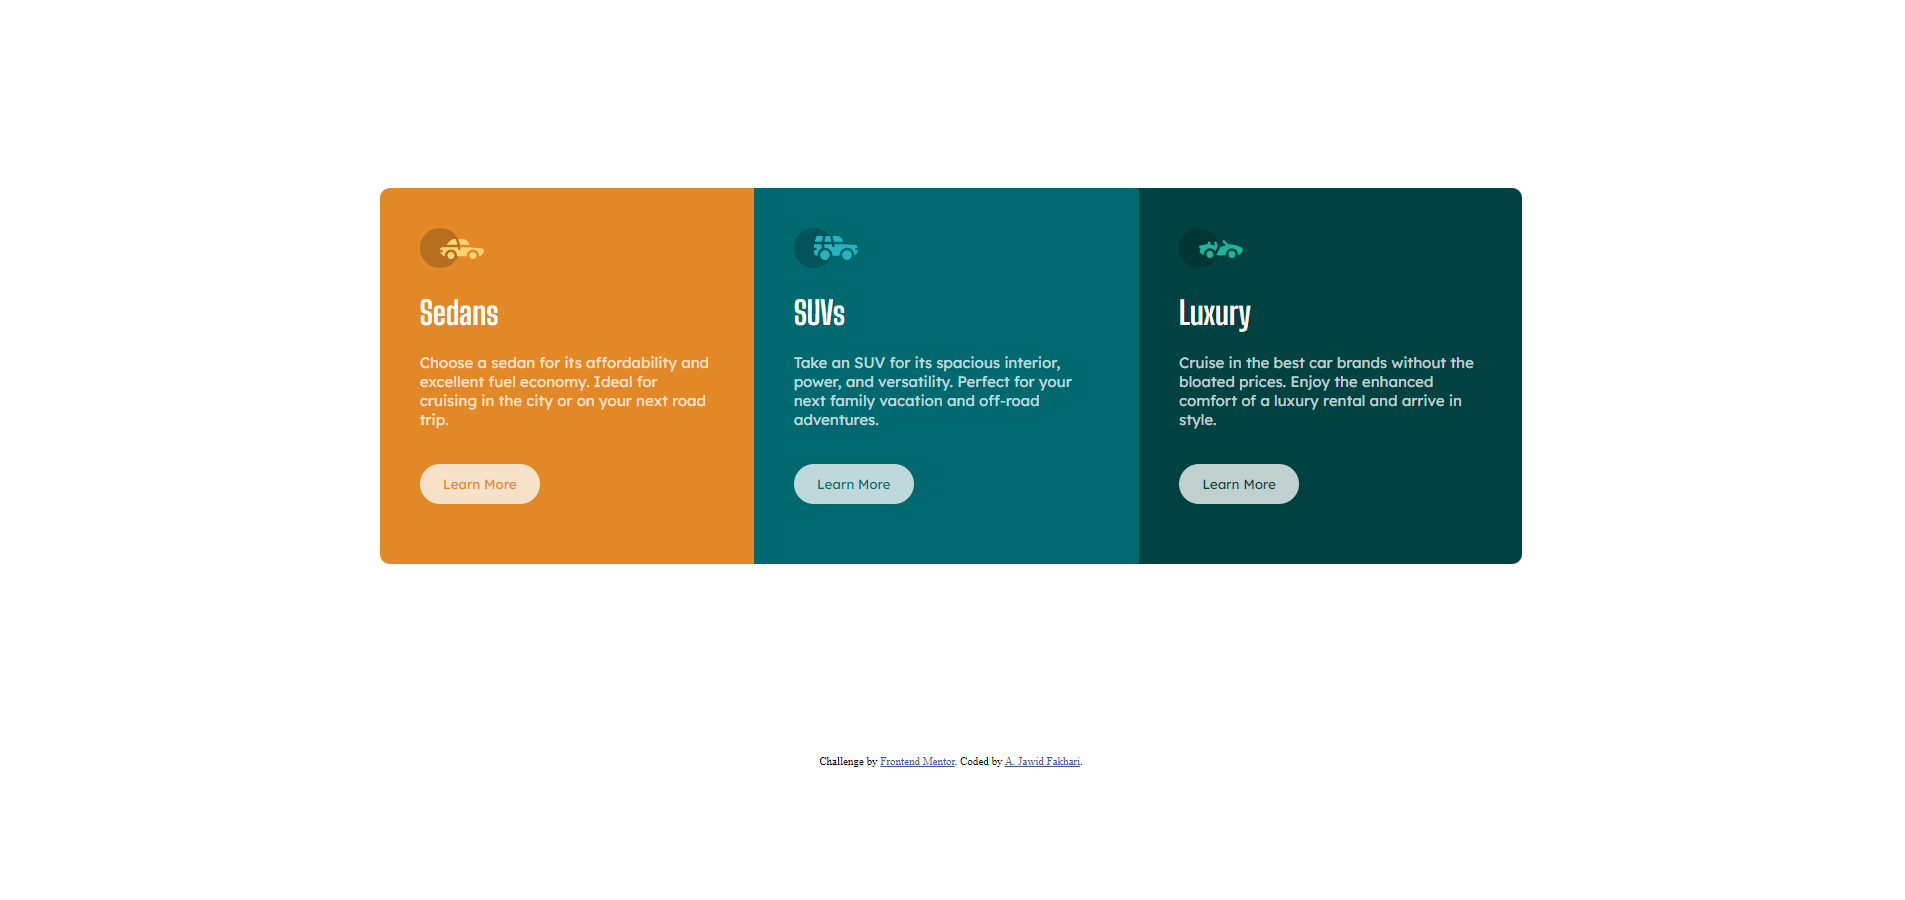 Sedans
Choose a sedan for its affordability and
excellent fuel economy. Ideal for
cruising in the city or on your next road
trip.
Learn More
SUVs
Take an SUV for its spacious interior,
power, and versatility. Perfect for your
next family vacation and off-road
adventures.
Learn More
Luxury
Cruise in the best car brands without the
bloated prices. Enjoy the enhanced
comfort of a luxury rental and arrive in
style.
Learn More
Challenge by Frontend Mentor. Coded by A. Jawid Fakhari.